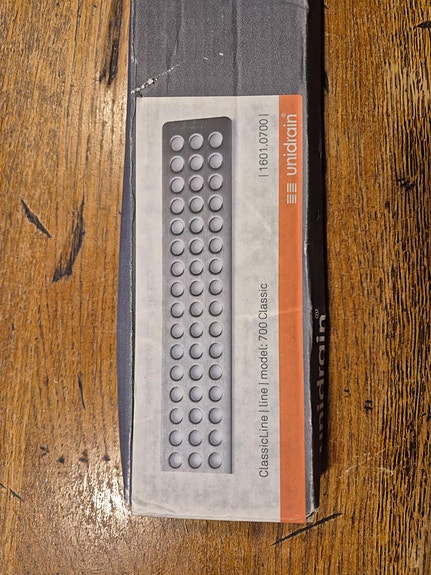 ClassicLine | line | model: 700 Classic
| 1601.0700 |
unidrain®
unidrain®